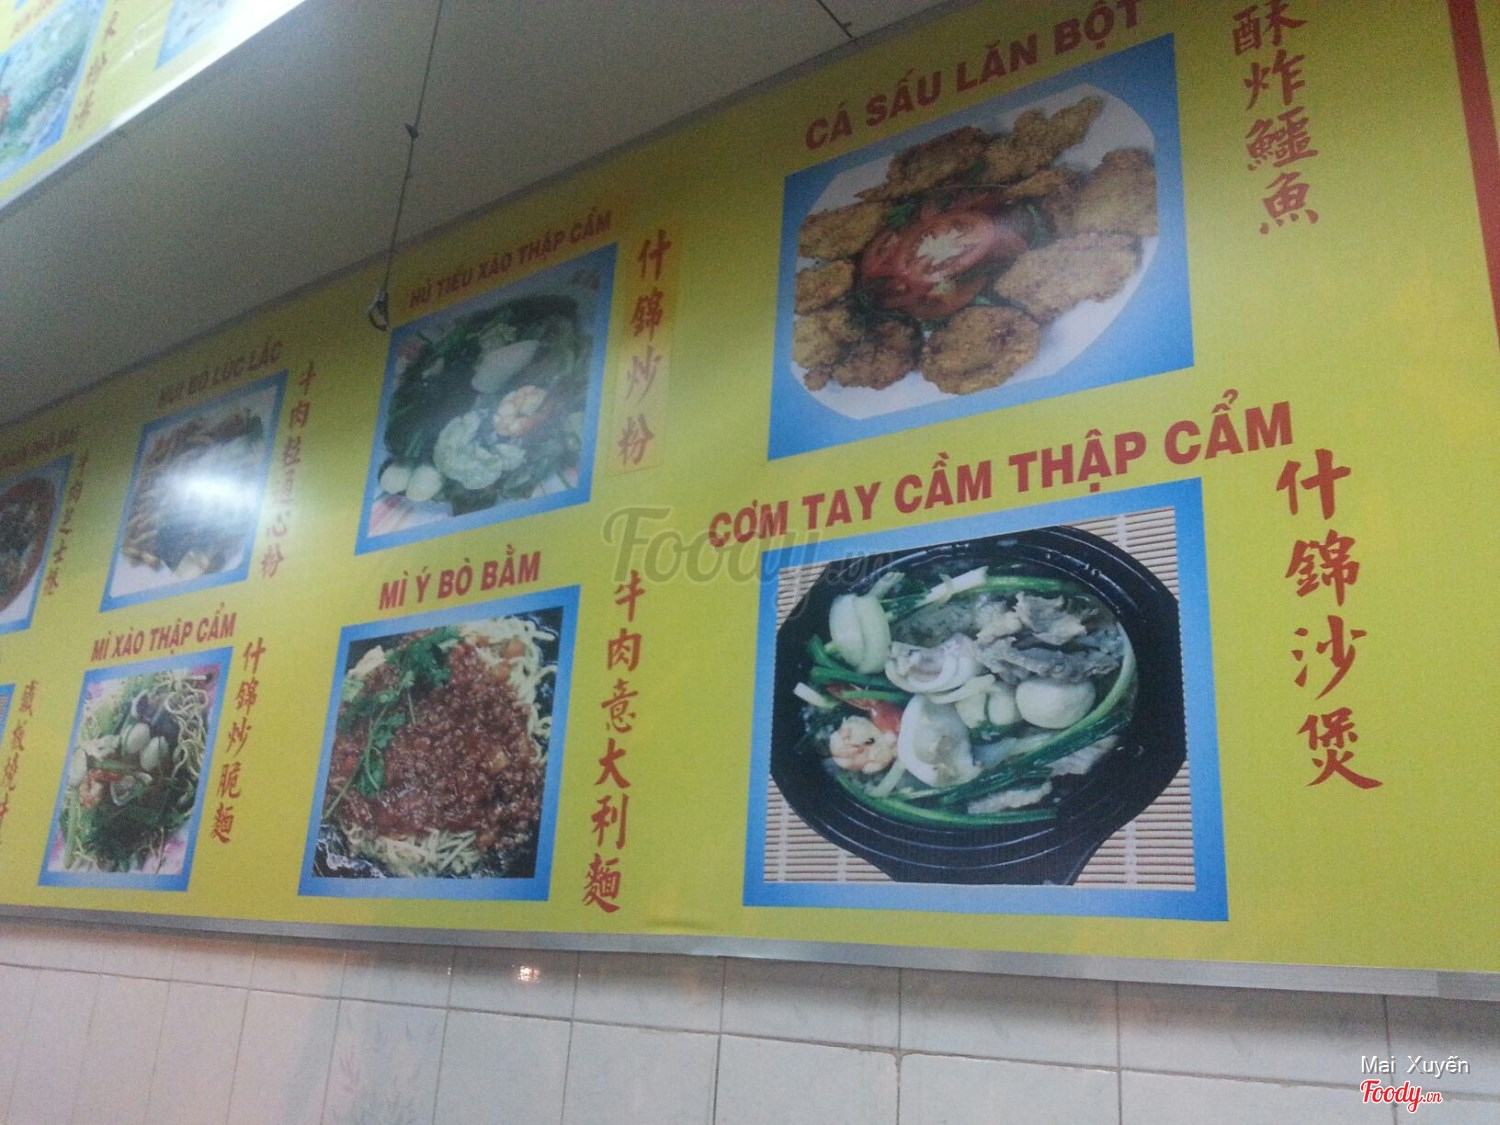 CÁ SẤU LĂN BỘT
酥炸鱷魚
HỦ TIẾU XÀO THẬP CẨM
什錦炒粉
NUI BÒ LÚC LẮC
CƠM TAY CẦM THẬP CẨM
什錦沙煲
MÌ Ý BÒ BẰM
牛肉意大利麵
MÌ XÀO THẬP CẨM
什錦炒脆麵
Foody.vn
Mai Xuyến
Foody.vn